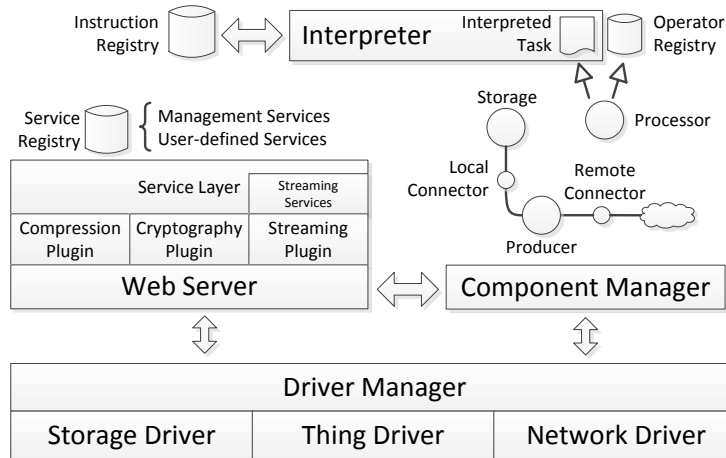 Instruction
Registry
Interpreter
Interpreted
Task
Operator
Registry
Service
Registry
Management Services
User-defined Services
Storage
Processor
Local
Connector
Remote
Connector
Producer
Service Layer
Streaming
Services
Compression
Plugin
Cryptography
Plugin
Streaming
Plugin
Web Server
Component Manager
Driver Manager
Storage Driver
Thing Driver
Network Driver